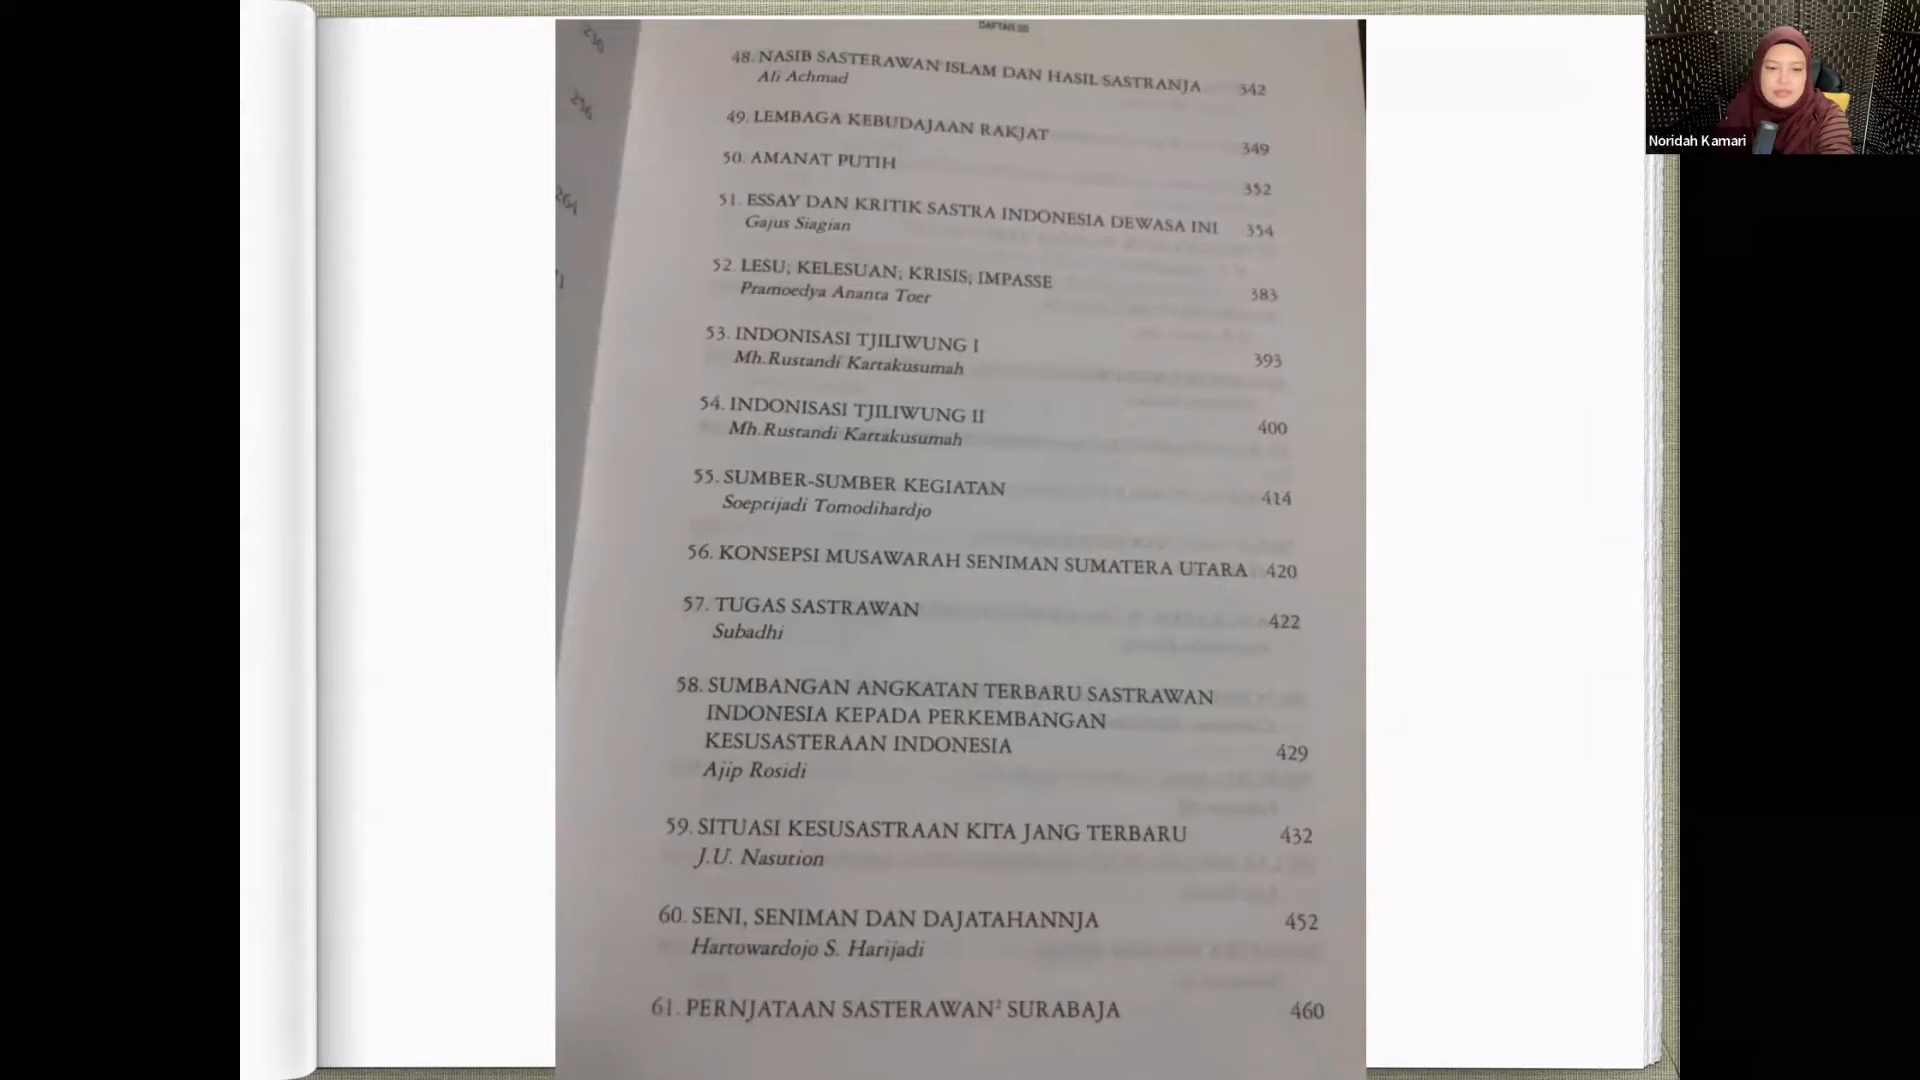 DAFTAR ISI
230
256
264
48. NASIB SASTERAWAN ISLAM DAN HASIL SASTRANJA 342
Ali Achmad
49. LEMBAGA KEBUDAJAAN RAKJAT 349
50. AMANAT PUTIH 352
51. ESSAY DAN KRITIK SASTRA INDONESIA DEWASA INI 354
Gajus Siagian
52. LESU; KELESUAN; KRISIS; IMPASSE 383
Pramoedya Ananta Toer
53. INDONISASI TJILIWUNG I 393
Mh.Rustandi Kartakusumah
54. INDONISASI TJILIWUNG II 400
Mh.Rustandi Kartakusumah
55. SUMBER-SUMBER KEGIATAN 414
Soeprijadi Tomodihardjo
56. KONSEPSI MUSAWARAH SENIMAN SUMATERA UTARA 420
57. TUGAS SASTRAWAN 422
Subadhi
58. SUMBANGAN ANGKATAN TERBARU SASTRAWAN
INDONESIA KEPADA PERKEMBANGAN
KESUSASTERAAN INDONESIA 429
Ajip Rosidi
59. SITUASI KESUSASTRAAN KITA JANG TERBARU 432
J.U. Nasution
60. SENI, SENIMAN DAN DAJATAHANNJA 452
Hartowardojo S. Harijadi
61. PERNJATAAN SASTERAWAN² SURABAJA 460
Noridah Kamari